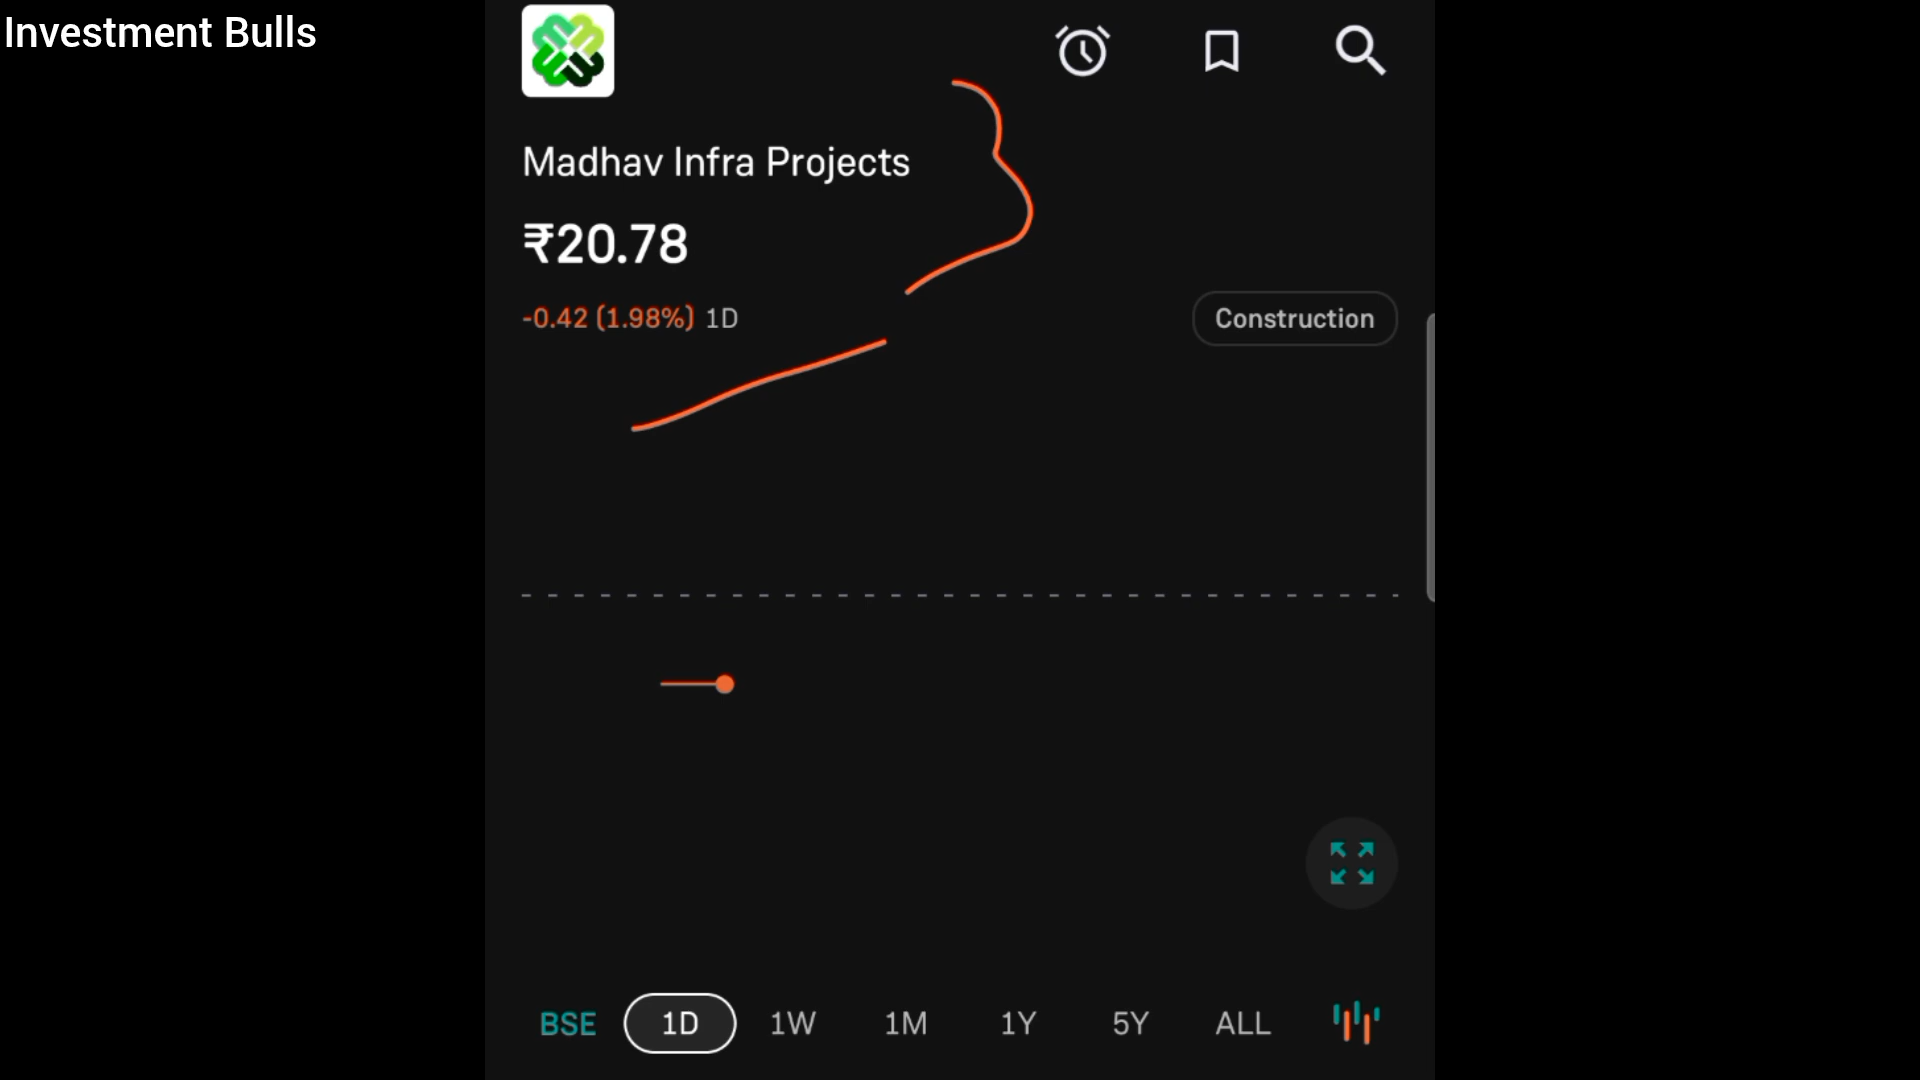 Investment Bulls
Madhav Infra Projects
₹20.78
-0.42 (1.98%) 1D
Construction
BSE 1D 1W 1M 1Y 5Y ALL